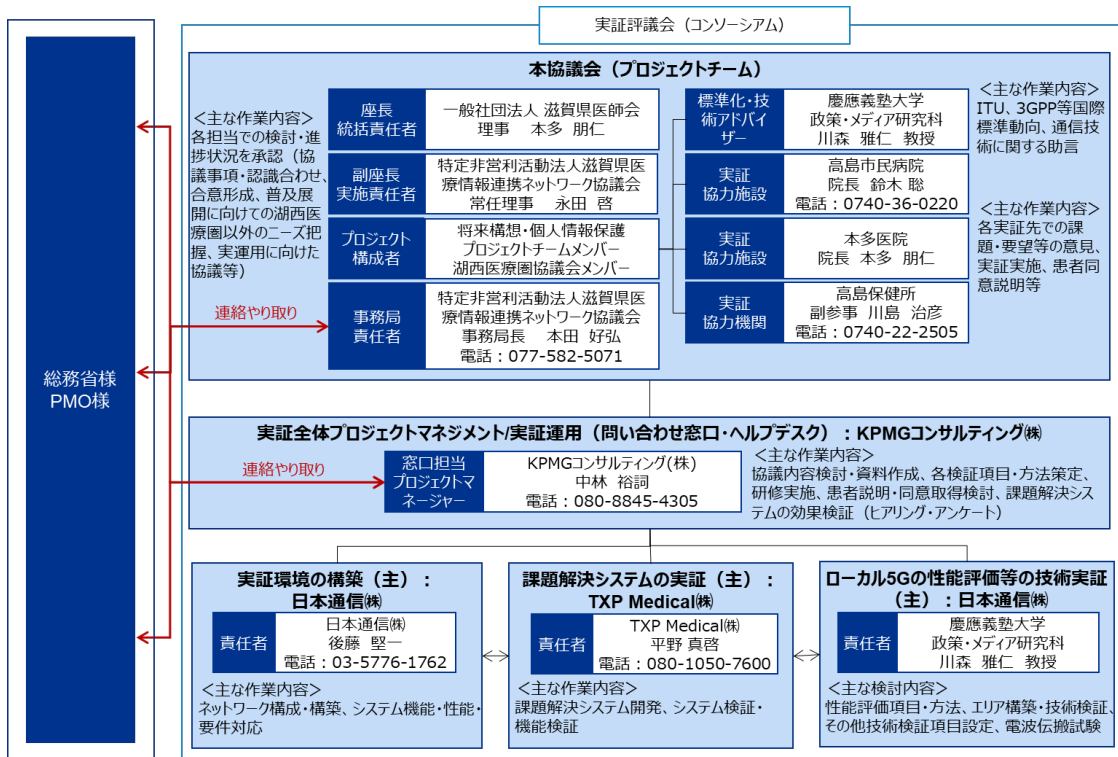 実証評議会（コンソーシアム）
総務省様
PMO様
本協議会（プロジェクトチーム）
＜主な作業内容＞
各担当での検討・進
捗状況を承認（協
議事項・認識合わせ、
合意形成、普及展
開に向けての湖西医
療圏以外のニーズ把
握、実運用に向けた
協議等）
連絡やり取り
座長
統括責任者
一般社団法人 滋賀県医師会
理事　本多 朋仁
副座長
実施責任者
特定非営利活動法人滋賀県医
療情報連携ネットワーク協議会
常任理事　永田 啓
プロジェクト
構成者
将来構想・個人情報保護
プロジェクトチームメンバー
湖西医療圏協議会メンバー
事務局
責任者
特定非営利活動法人滋賀県医
療情報連携ネットワーク協議会
事務局長　本田 好弘
電話：077-582-5071
標準化・技
術アドバイ
ザー
慶應義塾大学
政策・メディア研究科
川森 雅仁 教授
実証
協力施設
高島市民病院
院長 鈴木 聡
電話：0740-36-0220
実証
協力施設
本多医院
院長 本多 朋仁
実証
協力機関
高島保健所
副参事 川島 治彦
電話：0740-22-2505
＜主な作業内容＞
ITU、3GPP等国際
標準動向、通信技
術に関する助言
＜主な作業内容＞
各実証先での課
題・要望等の意見、
実証実施、患者同
意説明等
実証全体プロジェクトマネジメント/実証運用（問い合わせ窓口・ヘルプデスク）：KPMGコンサルティング㈱
連絡やり取り
窓口担当
プロジェクトマ
ネージャー
KPMGコンサルティング(株)
中林 裕詞
電話：080-8845-4305
＜主な作業内容＞
協議内容検討・資料作成、各検証項目・方法策定、
研修実施、患者説明・同意取得検討、課題解決シス
テムの効果検証（ヒアリング・アンケート）
実証環境の構築（主）：
日本通信㈱
責任者
日本通信㈱
後藤 堅一
電話：03-5776-1762
＜主な作業内容＞
ネットワーク構成・構築、システム機能・性能・
要件対応
課題解決システムの実証（主）：
TXP Medical㈱
責任者
TXP Medical㈱
平野 真啓
電話：080-1050-7600
＜主な作業内容＞
課題解決システム開発、システム検証・
機能検証
ローカル5Gの性能評価等の技術実証
（主）：日本通信㈱
責任者
慶應義塾大学
政策・メディア研究科
川森 雅仁 教授
＜主な検討内容＞
性能評価項目・方法、エリア構築・技術検証、
その他技術検証項目設定、電波伝搬試験